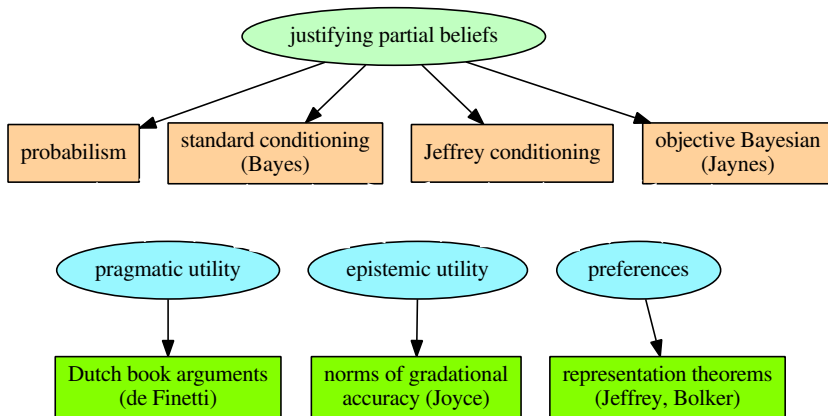 justifying partial beliefs
probabilism
standard conditioning
(Bayes)
Jeffrey conditioning
objective Bayesian
(Jaynes)
pragmatic utility
epistemic utility
preferences
Dutch book arguments
(de Finetti)
norms of gradational
accuracy (Joyce)
representation theorems
(Jeffrey, Bolker)